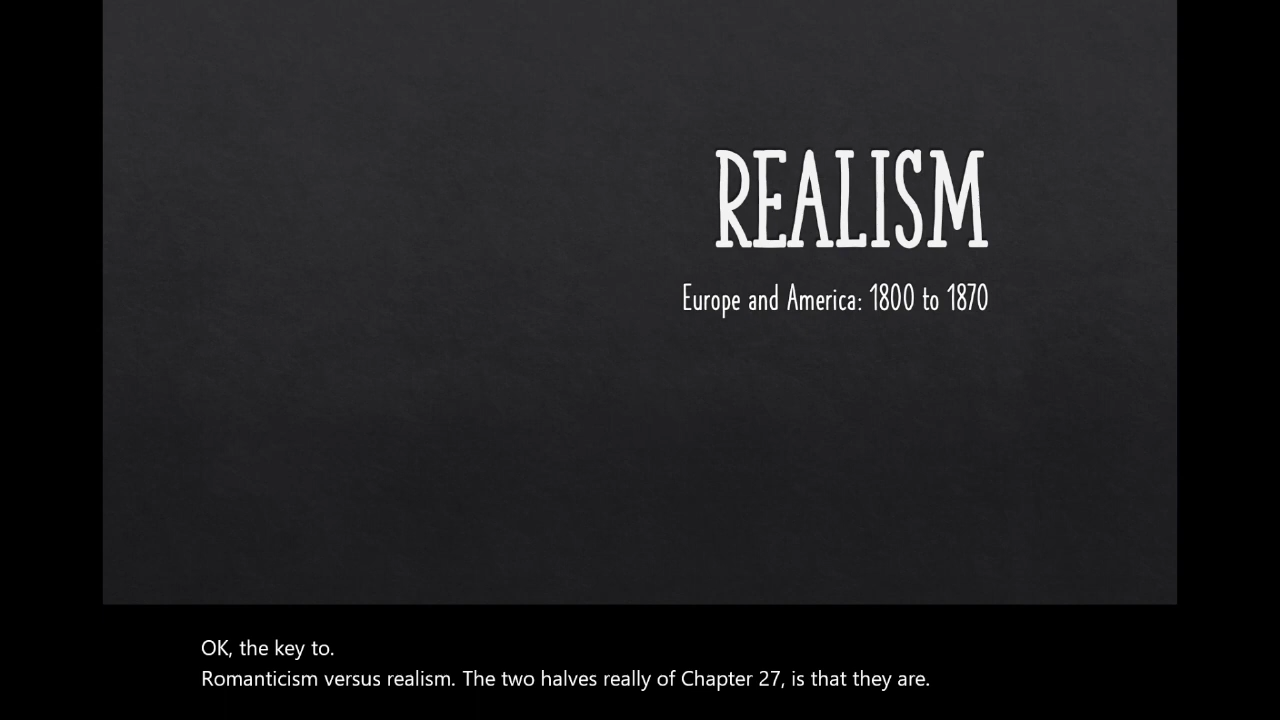 REALISM
Europe and America: 1800 to 1870
OK, the key to.
Romanticism versus realism. The two halves really of Chapter 27, is that they are.